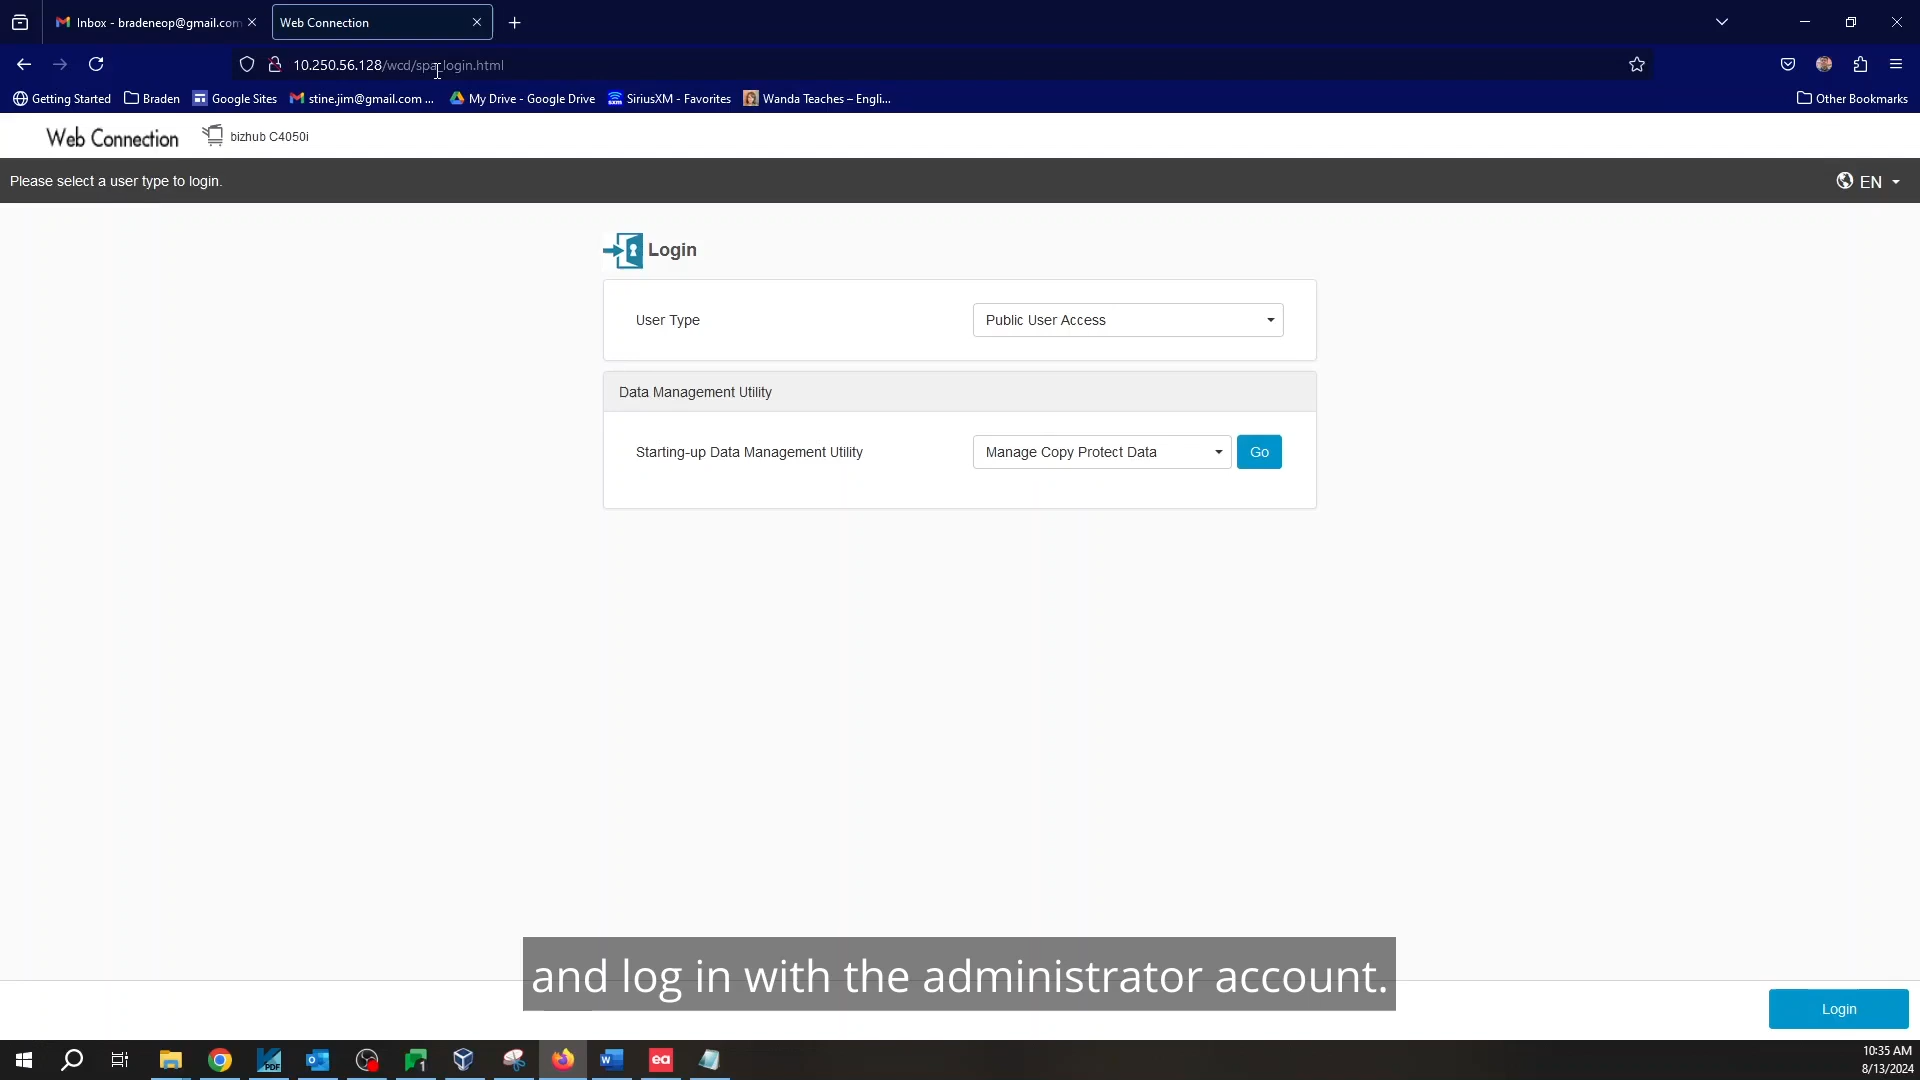 Inbox - bradeneop@gmail.com
Web Connection
10.250.56.128/wcd/spa_login.html
Getting Started
Braden
Google Sites
stine.jim@gmail.com ...
My Drive - Google Drive
SiriusXM - Favorites
Wanda Teaches – Engli...
Other Bookmarks
Web Connection
bizhub C4050i
Please select a user type to login.
EN
Login
User Type
Public User Access
Data Management Utility
Starting-up Data Management Utility
Manage Copy Protect Data
Go
and log in with the administrator account.
Login
10:35 AM
8/13/2024